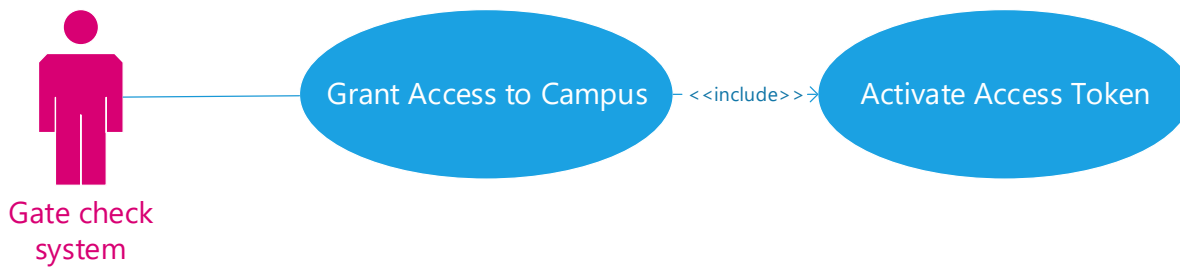 Grant Access to Campus
<<include>>
Activate Access Token
Gate check
system